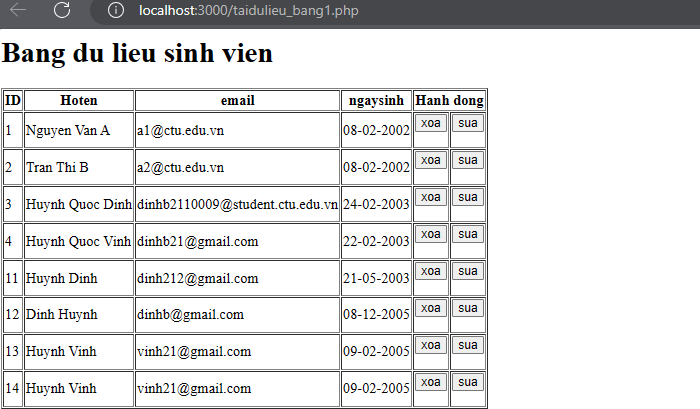 localhost:3000/taidulieu_bang1.php
Bang du lieu sinh vien
ID Hoten email ngaysinh Hanh dong
1 Nguyen Van A a1@ctu.edu.vn 08-02-2002 xoa sua
2 Tran Thi B a2@ctu.edu.vn 08-02-2002 xoa sua
3 Huynh Quoc Dinh dinhb2110009@student.ctu.edu.vn 24-02-2003 xoa sua
4 Huynh Quoc Vinh dinhb21@gmail.com 22-02-2003 xoa sua
11 Huynh Dinh dinh212@gmail.com 21-05-2003 xoa sua
12 Dinh Huynh dinhb@gmail.com 08-12-2005 xoa sua
13 Huynh Vinh vinh21@gmail.com 09-02-2005 xoa sua
14 Huynh Vinh vinh21@gmail.com 09-02-2005 xoa sua